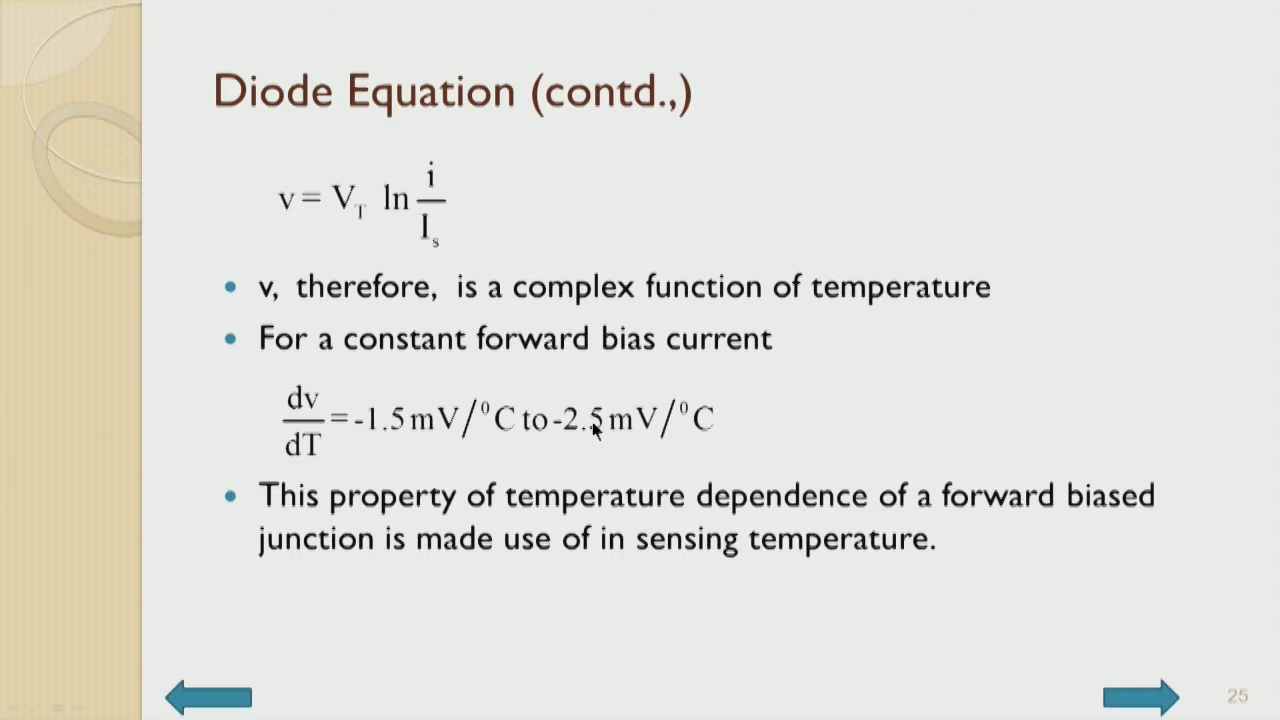 Diode Equation (contd.,)
v = V_T ln i/I_s
• v, therefore, is a complex function of temperature
• For a constant forward bias current
dv/dT = -1.5 mV/⁰C to -2.5 mV/⁰C
• This property of temperature dependence of a forward biased
junction is made use of in sensing temperature.
25